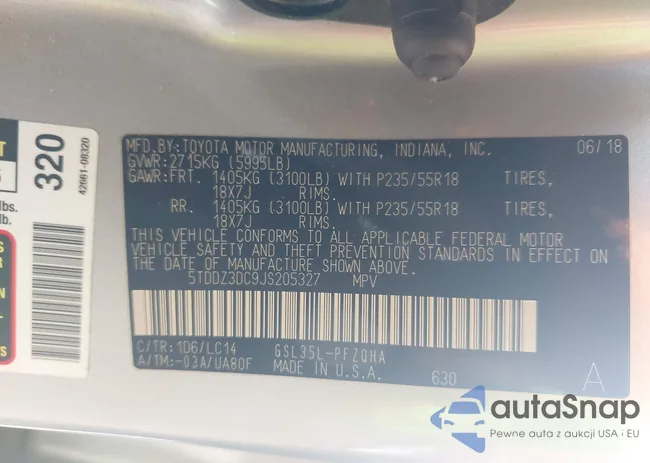 320
42661-08320
lbs.
lb.
MFD.BY:TOYOTA MOTOR MANUFACTURING, INDIANA, INC. 06/18
GVWR:2715KG (5995LB)
GAWR:FRT. 1405KG (3100LB) WITH P235/55R18 TIRES,
18X7J RIMS.
RR. 1405KG (3100LB) WITH P235/55R18 TIRES,
18X7J RIMS.
THIS VEHICLE CONFORMS TO ALL APPLICABLE FEDERAL MOTOR
VEHICLE SAFETY AND THEFT PREVENTION STANDARDS IN EFFECT ON
THE DATE OF MANUFACTURE SHOWN ABOVE.
5TDDZ3DC9JS205327 MPV
C/TR:1D6/LC14 GSL35L-PFZQHA
A/TM:-03A/UA80F MADE IN U.S.A. 630 A
autaSnap
Pewne auta z aukcji USA i EU